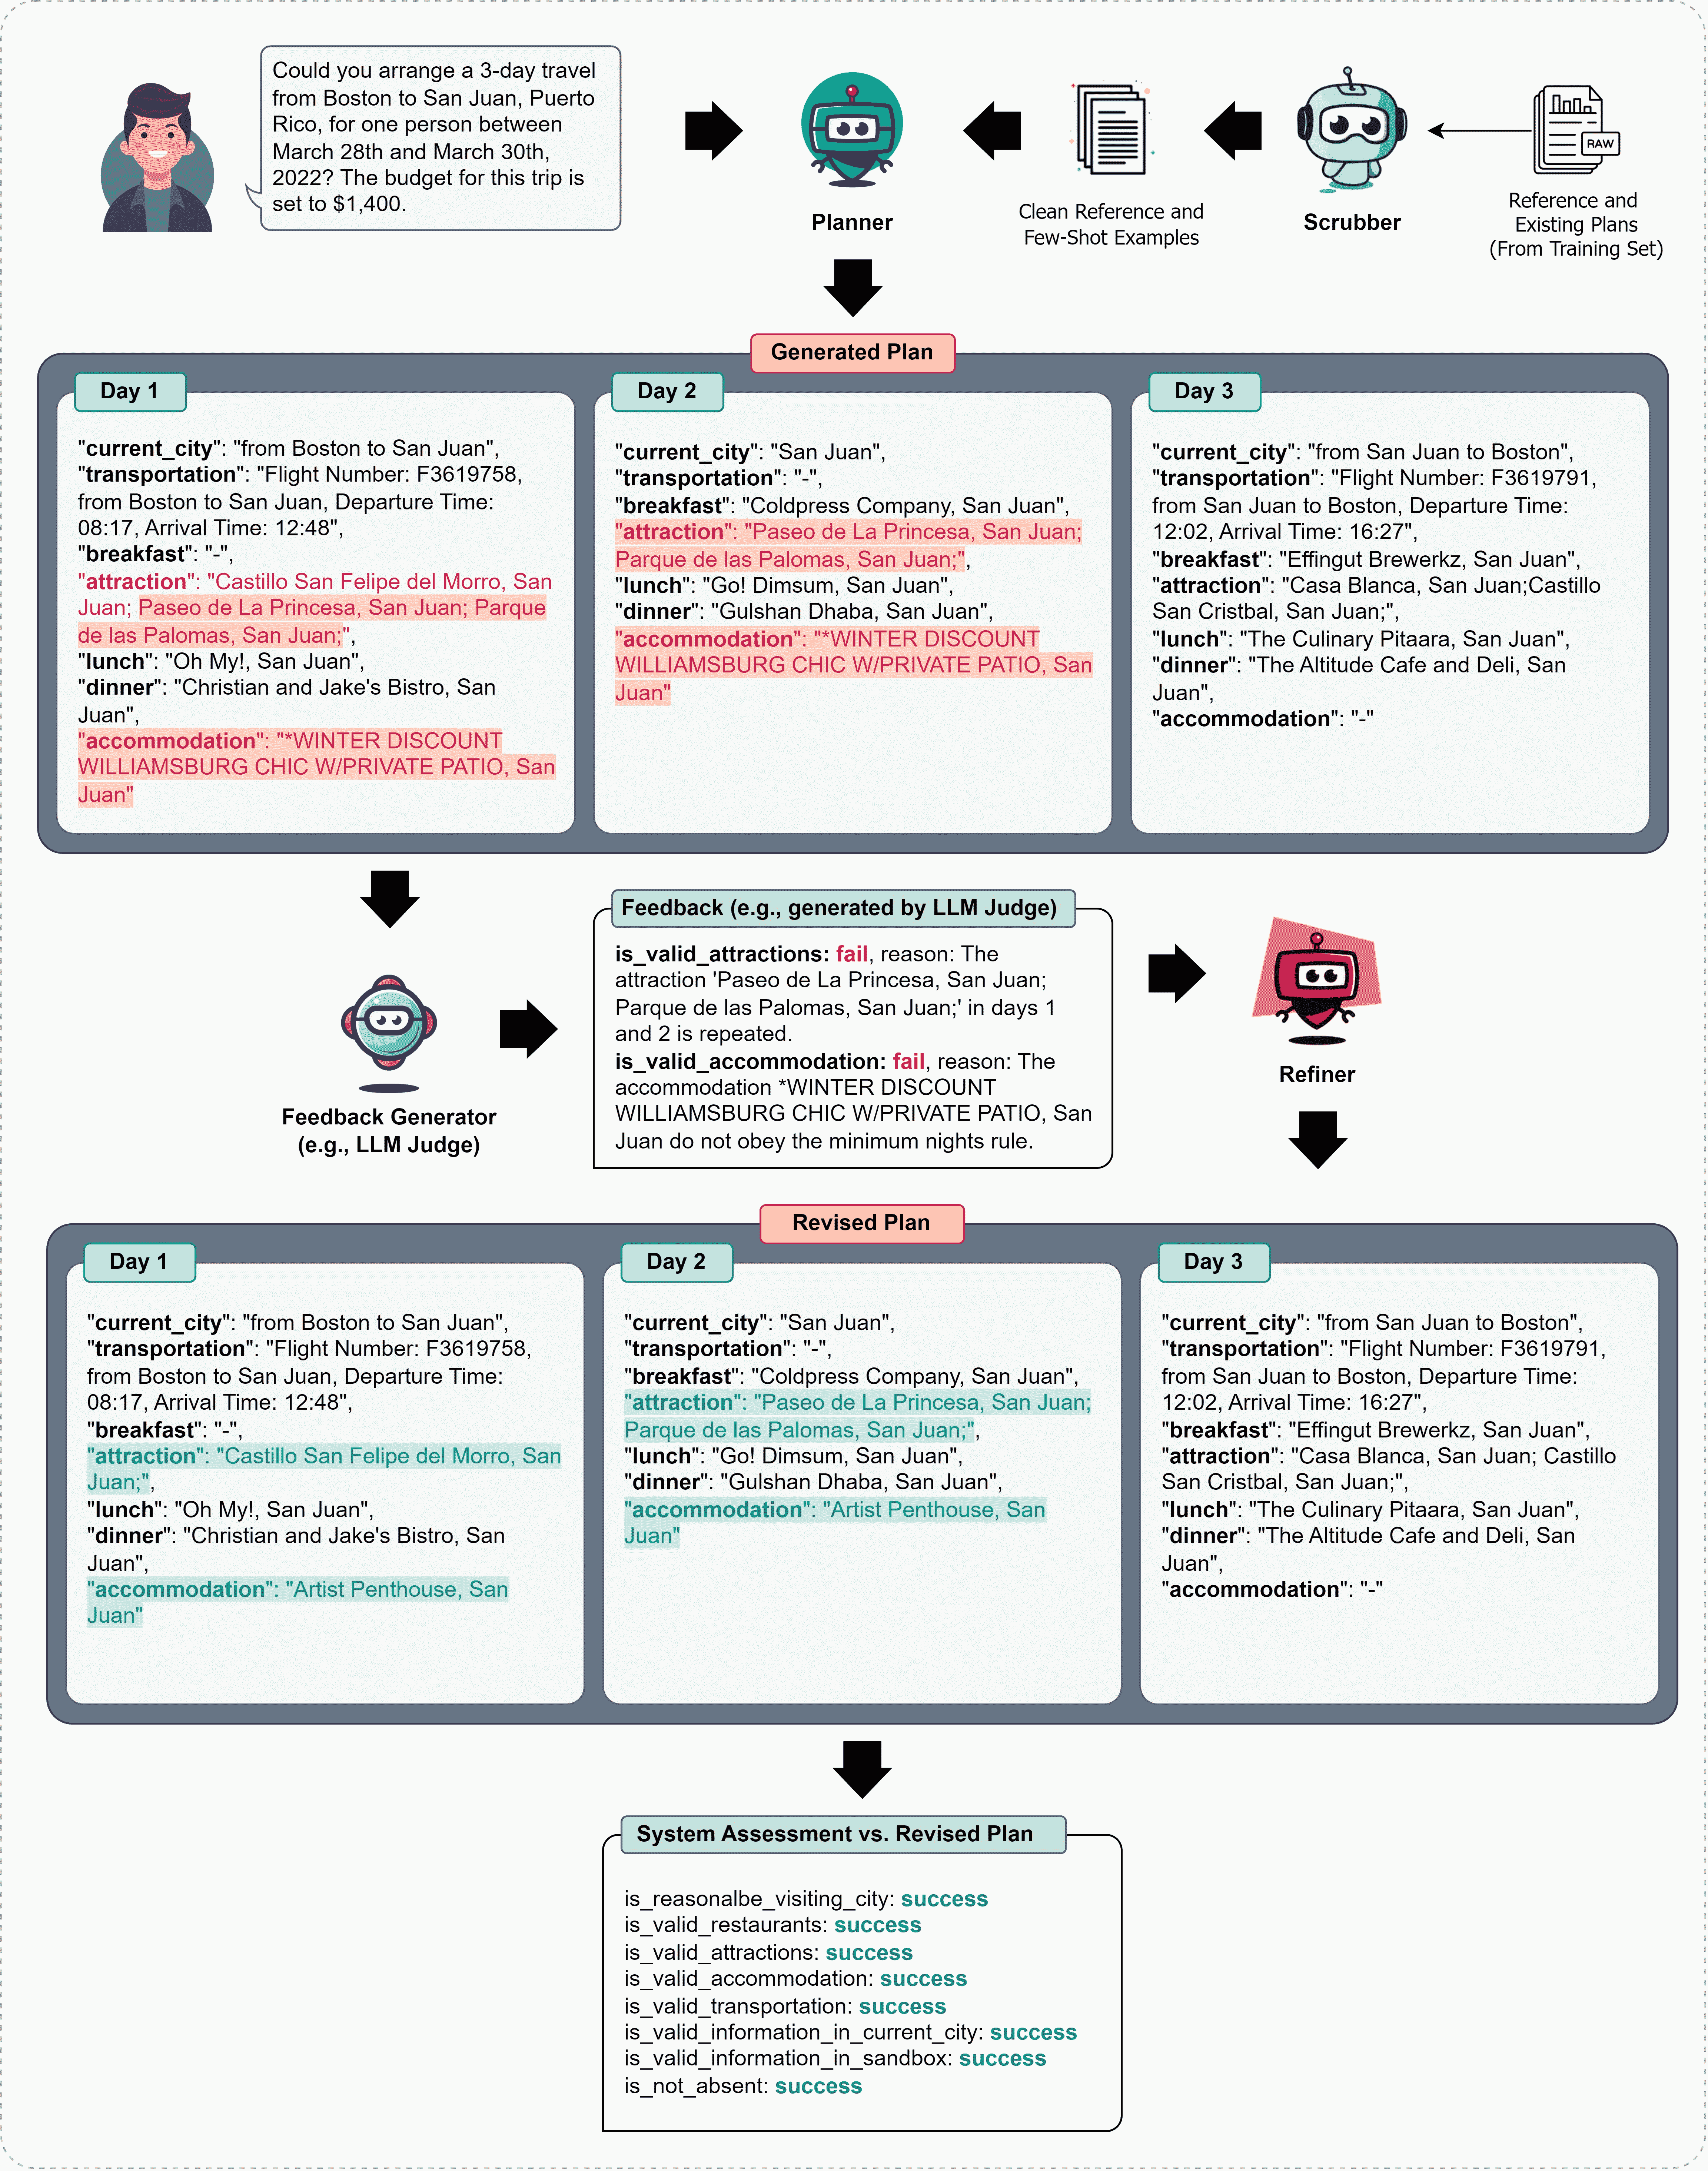 Could you arrange a 3-day travel
from Boston to San Juan, Puerto
Rico, for one person between
March 28th and March 30th,
2022? The budget for this trip is
set to $1,400.
Planner
Clean Reference and
Few-Shot Examples
Scrubber
RAW
Reference and
Existing Plans
(From Training Set)
Generated Plan
Day 1
"current_city": "from Boston to San Juan",
"transportation": "Flight Number: F3619758,
from Boston to San Juan, Departure Time:
08:17, Arrival Time: 12:48",
"breakfast": "-",
"attraction": "Castillo San Felipe del Morro, San
Juan; Paseo de La Princesa, San Juan; Parque
de las Palomas, San Juan;",
"lunch": "Oh My!, San Juan",
"dinner": "Christian and Jake's Bistro, San
Juan",
"accommodation": "*WINTER DISCOUNT
WILLIAMSBURG CHIC W/PRIVATE PATIO, San
Juan"
Day 2
"current_city": "San Juan",
"transportation": "-",
"breakfast": "Coldpress Company, San Juan",
"attraction": "Paseo de La Princesa, San Juan;
Parque de las Palomas, San Juan;",
"lunch": "Go! Dimsum, San Juan",
"dinner": "Gulshan Dhaba, San Juan",
"accommodation": "*WINTER DISCOUNT
WILLIAMSBURG CHIC W/PRIVATE PATIO, San
Juan"
Day 3
"current_city": "from San Juan to Boston",
"transportation": "Flight Number: F3619791,
from San Juan to Boston, Departure Time:
12:02, Arrival Time: 16:27",
"breakfast": "Effingut Brewerkz, San Juan",
"attraction": "Casa Blanca, San Juan;Castillo
San Cristbal, San Juan;",
"lunch": "The Culinary Pitaara, San Juan",
"dinner": "The Altitude Cafe and Deli, San
Juan",
"accommodation": "-"
Feedback Generator
(e.g., LLM Judge)
Feedback (e.g., generated by LLM Judge)
is_valid_attractions: fail, reason: The
attraction 'Paseo de La Princesa, San Juan;
Parque de las Palomas, San Juan;' in days 1
and 2 is repeated.
is_valid_accommodation: fail, reason: The
accommodation *WINTER DISCOUNT
WILLIAMSBURG CHIC W/PRIVATE PATIO, San
Juan do not obey the minimum nights rule.
Refiner
Revised Plan
Day 1
"current_city": "from Boston to San Juan",
"transportation": "Flight Number: F3619758,
from Boston to San Juan, Departure Time:
08:17, Arrival Time: 12:48",
"breakfast": "-",
"attraction": "Castillo San Felipe del Morro, San
Juan;",
"lunch": "Oh My!, San Juan",
"dinner": "Christian and Jake's Bistro, San
Juan",
"accommodation": "Artist Penthouse, San
Juan"
Day 2
"current_city": "San Juan",
"transportation": "-",
"breakfast": "Coldpress Company, San Juan",
"attraction": "Paseo de La Princesa, San Juan;
Parque de las Palomas, San Juan;",
"lunch": "Go! Dimsum, San Juan",
"dinner": "Gulshan Dhaba, San Juan",
"accommodation": "Artist Penthouse, San
Juan"
Day 3
"current_city": "from San Juan to Boston",
"transportation": "Flight Number: F3619791,
from San Juan to Boston, Departure Time:
12:02, Arrival Time: 16:27",
"breakfast": "Effingut Brewerkz, San Juan",
"attraction": "Casa Blanca, San Juan; Castillo
San Cristbal, San Juan;",
"lunch": "The Culinary Pitaara, San Juan",
"dinner": "The Altitude Cafe and Deli, San
Juan",
"accommodation": "-"
System Assessment vs. Revised Plan
is_reasonalbe_visiting_city: success
is_valid_restaurants: success
is_valid_attractions: success
is_valid_accommodation: success
is_valid_transportation: success
is_valid_information_in_current_city: success
is_valid_information_in_sandbox: success
is_not_absent: success